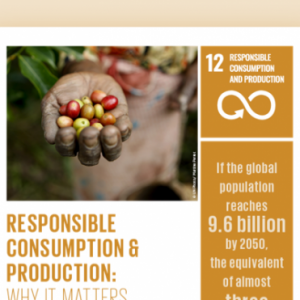 12 RESPONSIBLE
CONSUMPTION
AND PRODUCTION
If the global
population
reaches
9.6 billion
by 2050,
the equivalent
of almost
three
RESPONSIBLE
CONSUMPTION &
PRODUCTION:
WHY IT MATTERS